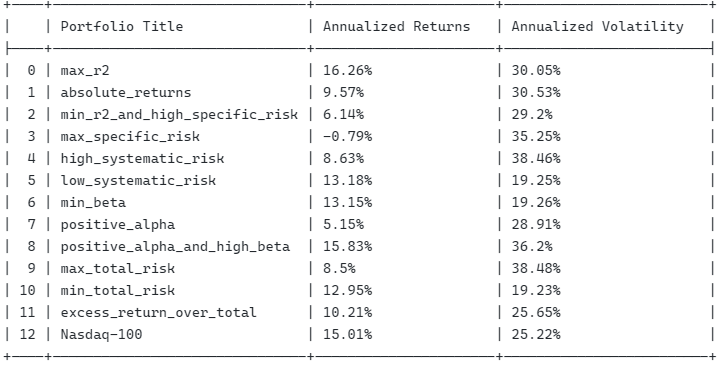 | | Portfolio Title | Annualized Returns | Annualized Volatility |
| 0 | max_r2 | 16.26% | 30.05% |
| 1 | absolute_returns | 9.57% | 30.53% |
| 2 | min_r2_and_high_specific_risk | 6.14% | 29.2% |
| 3 | max_specific_risk | -0.79% | 35.25% |
| 4 | high_systematic_risk | 8.63% | 38.46% |
| 5 | low_systematic_risk | 13.18% | 19.25% |
| 6 | min_beta | 13.15% | 19.26% |
| 7 | positive_alpha | 5.15% | 28.91% |
| 8 | positive_alpha_and_high_beta | 15.83% | 36.2% |
| 9 | max_total_risk | 8.5% | 38.48% |
| 10 | min_total_risk | 12.95% | 19.23% |
| 11 | excess_return_over_total | 10.21% | 25.65% |
| 12 | Nasdaq-100 | 15.01% | 25.22% |